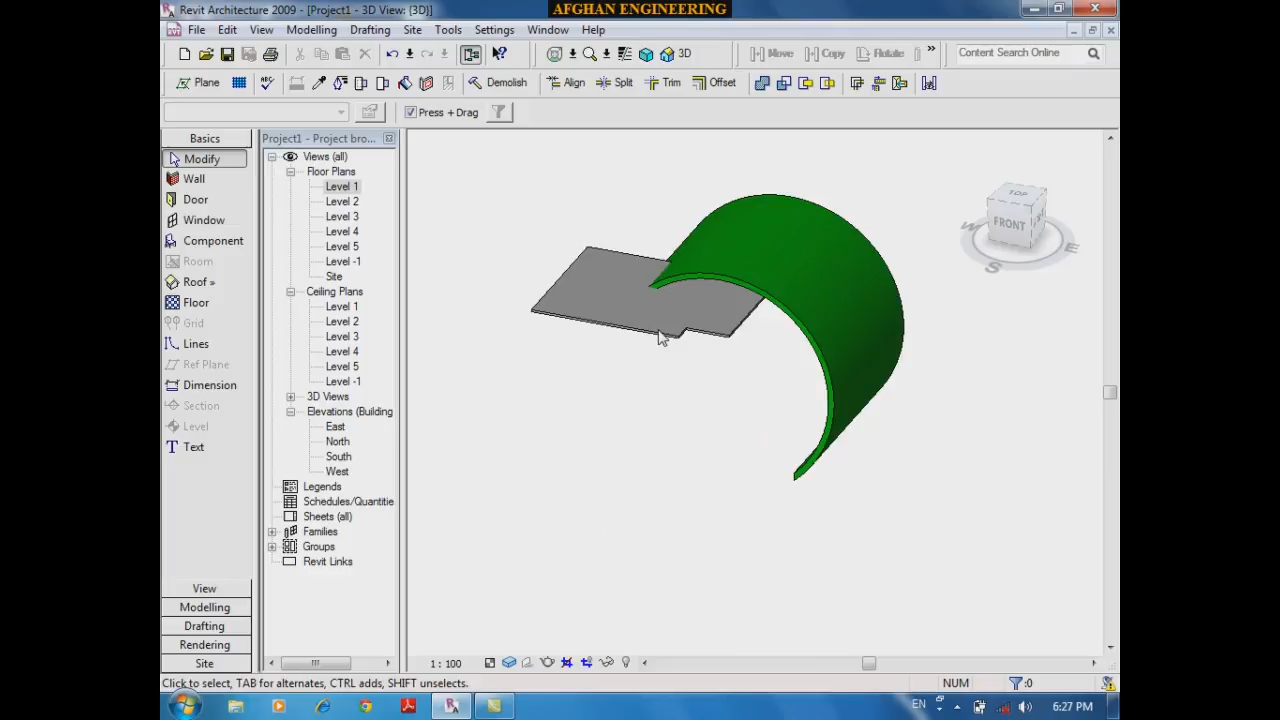 AFGHAN ENGINEERING
Revit Architecture 2009 - [Project1 - 3D View: {3D}]
File Edit View Modelling Drafting Site Tools Settings Window Help
3D Move Copy Rotate » Content Search Online
Plane Demolish Align Split Trim Offset
Press + Drag
Basics
Modify
Wall
Door
Window
Component
Room
Roof »
Floor
Grid
Lines
Ref Plane
Dimension
Section
Level
Text
View
Modelling
Drafting
Rendering
Site
Project1 - Project bro...
Views (all)
Floor Plans
Level 1
Level 2
Level 3
Level 4
Level 5
Level -1
Site
Ceiling Plans
Level 1
Level 2
Level 3
Level 4
Level 5
Level -1
3D Views
Elevations (Building
East
North
South
West
Legends
Schedules/Quantitie
Sheets (all)
Families
Groups
Revit Links
TOP
FRONT
W
S
E
1 : 100
Click to select, TAB for alternates, CTRL adds, SHIFT unselects.
NUM
:0
EN
6:27 PM